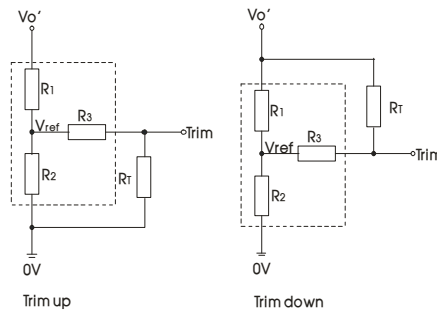 Vo'
R1
Vref
R3
Trim
R2
RT
0V
Trim up
Vo'
R1
RT
Vref
R3
Trim
R2
0V
Trim down